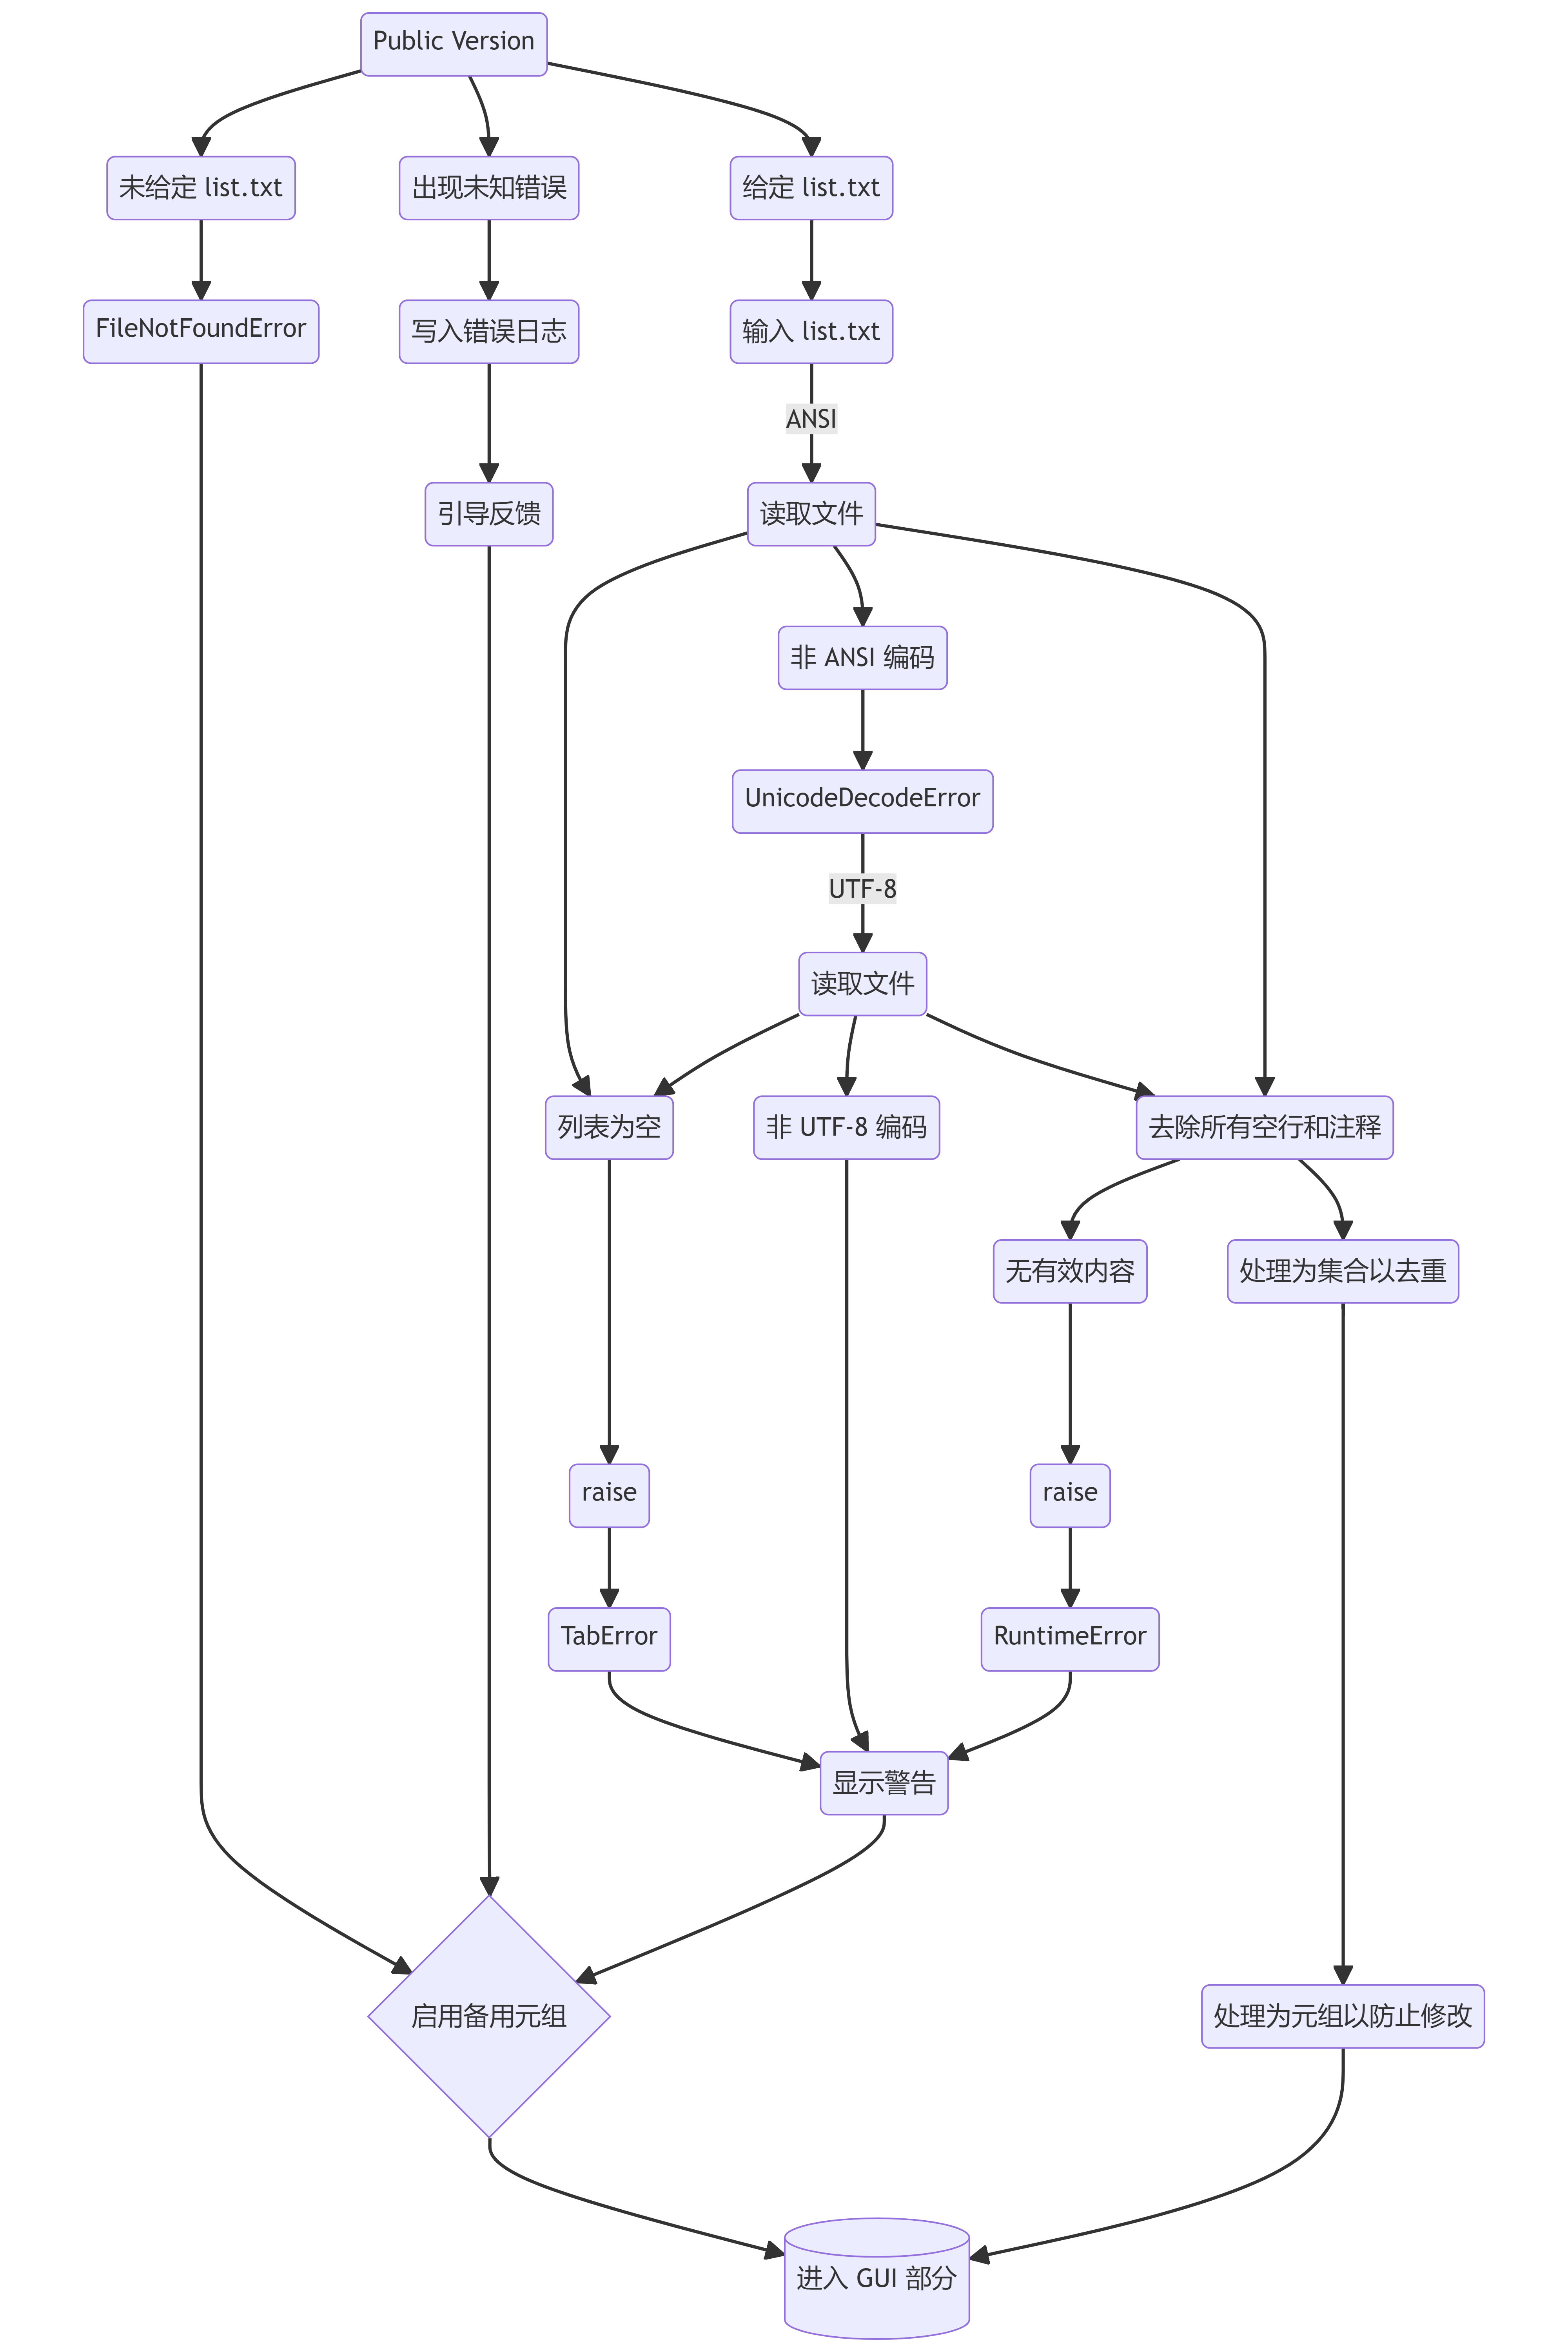 Public Version
未给定 list.txt
出现未知错误
给定 list.txt
FileNotFoundError
写入错误日志
输入 list.txt
ANSI
引导反馈
读取文件
非 ANSI 编码
UnicodeDecodeError
UTF-8
读取文件
列表为空
非 UTF-8 编码
去除所有空行和注释
无有效内容
处理为集合以去重
raise
raise
TabError
RuntimeError
显示警告
启用备用元组
处理为元组以防止修改
进入 GUI 部分